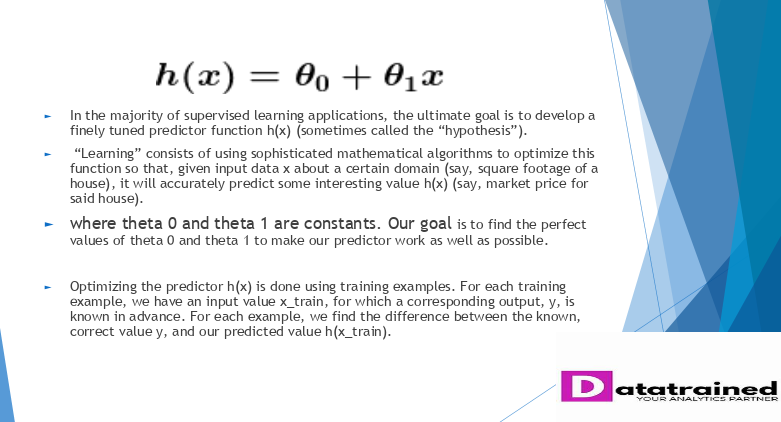 h(x) = θ₀ + θ₁x
► In the majority of supervised learning applications, the ultimate goal is to develop a
finely tuned predictor function h(x) (sometimes called the “hypothesis”).
► “Learning” consists of using sophisticated mathematical algorithms to optimize this
function so that, given input data x about a certain domain (say, square footage of a
house), it will accurately predict some interesting value h(x) (say, market price for
said house).
► where theta 0 and theta 1 are constants. Our goal is to find the perfect
values of theta 0 and theta 1 to make our predictor work as well as possible.
► Optimizing the predictor h(x) is done using training examples. For each training
example, we have an input value x_train, for which a corresponding output, y, is
known in advance. For each example, we find the difference between the known,
correct value y, and our predicted value h(x_train).
Datatrained
YOUR ANALYTICS PARTNER